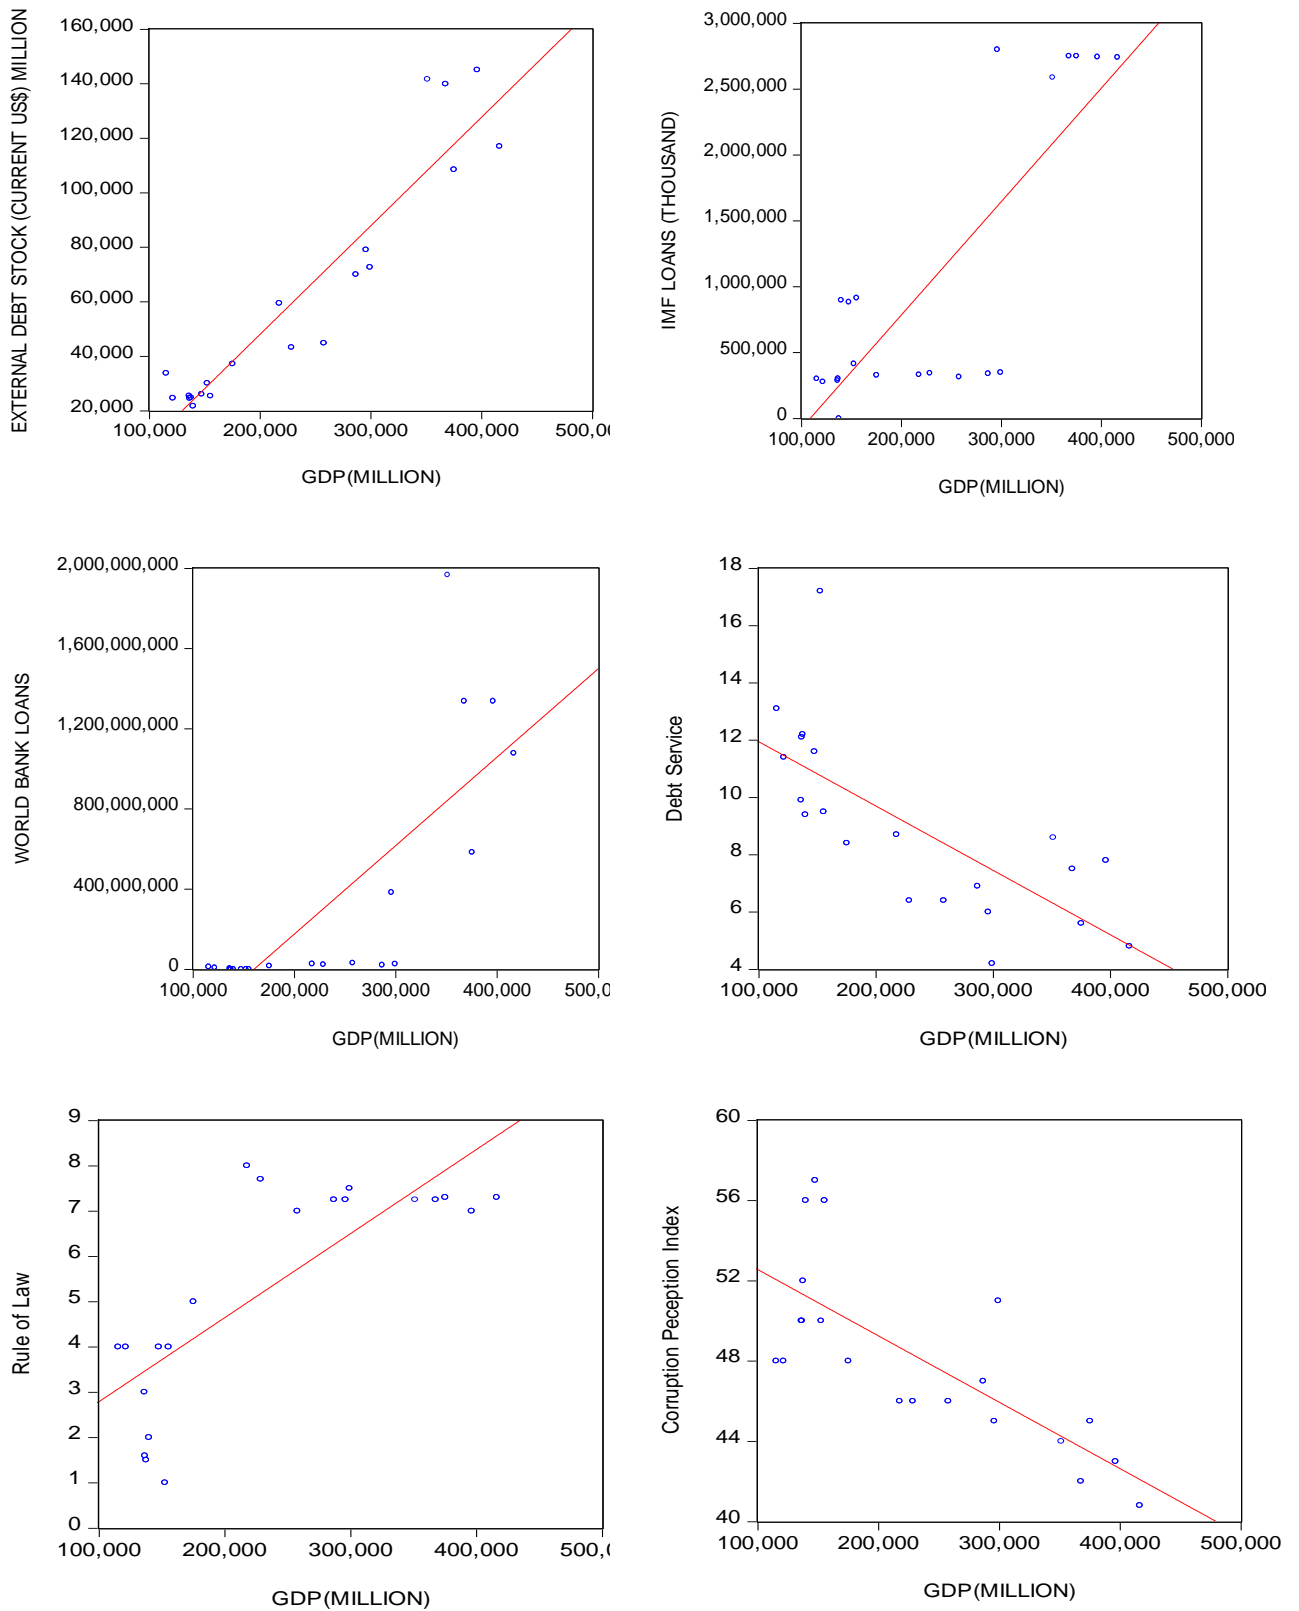 EXTERNAL DEBT STOCK (CURRENT US$) MILLION
160,000
140,000
120,000
100,000
80,000
60,000
40,000
20,000
100,000 200,000 300,000 400,000 500,(
GDP(MILLION)
IMF LOANS (THOUSAND)
3,000,000
2,500,000
2,000,000
1,500,000
1,000,000
500,000
0
100,000 200,000 300,000 400,000 500,000
GDP(MILLION)
WORLD BANK LOANS
2,000,000,000
1,600,000,000
1,200,000,000
800,000,000
400,000,000
0
100,000 200,000 300,000 400,000 500,(
GDP(MILLION)
Debt Service
18
16
14
12
10
8
6
4
100,000 200,000 300,000 400,000 500,000
GDP(MILLION)
Rule of Law
9
8
7
6
5
4
3
2
1
0
100,000 200,000 300,000 400,000 500,(
GDP(MILLION)
Corruption Peception Index
60
56
52
48
44
40
100,000 200,000 300,000 400,000 500,000
GDP(MILLION)